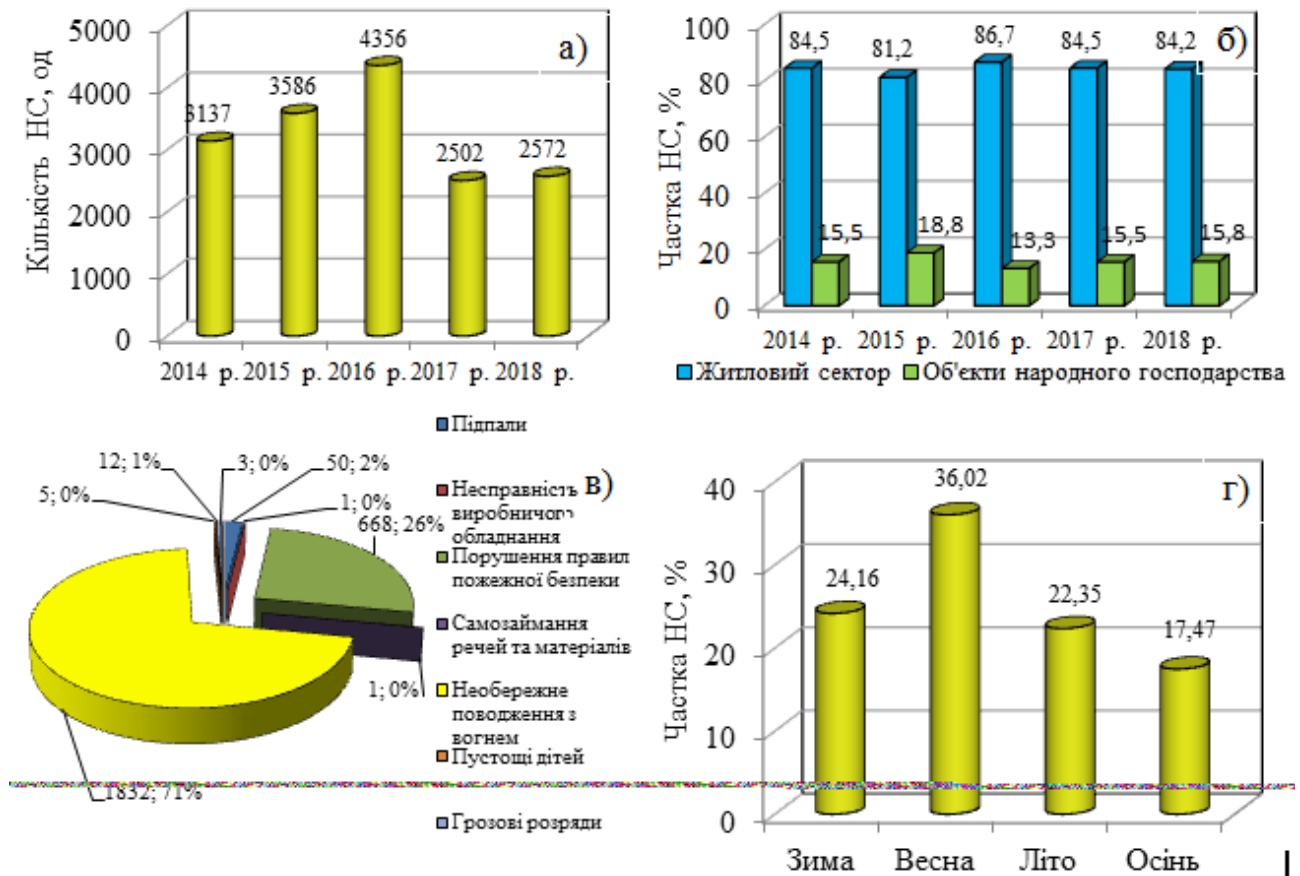 а)
Кількість НС, од
5000
4000
3000
2000
1000
0
3137
3586
4356
2502
2572
2014 р. 2015 р. 2016 р. 2017 р. 2018 р.
б)
Частка НС, %
100
80
60
40
20
0
84,5
81,2
86,7
84,5
84,2
15,5
18,8
13,3
15,5
15,8
2014 р. 2015 р. 2016 р. 2017 р. 2018 р.
Житловий сектор Об'єкти народного господарства
в)
12; 1%
3; 0%
50; 2%
5; 0%
1; 0%
668; 26%
1; 0%
1832; 71%
Підпали
Несправність
виробничого
обладнання
Порушення правил
пожежної безпеки
Самозаймання
речей та матеріалів
Необережне
поводження з
вогнем
Пустощі дітей
Грозові розряди
г)
Частка НС, %
40
30
20
10
0
24,16
36,02
22,35
17,47
Зима Весна Літо Осінь